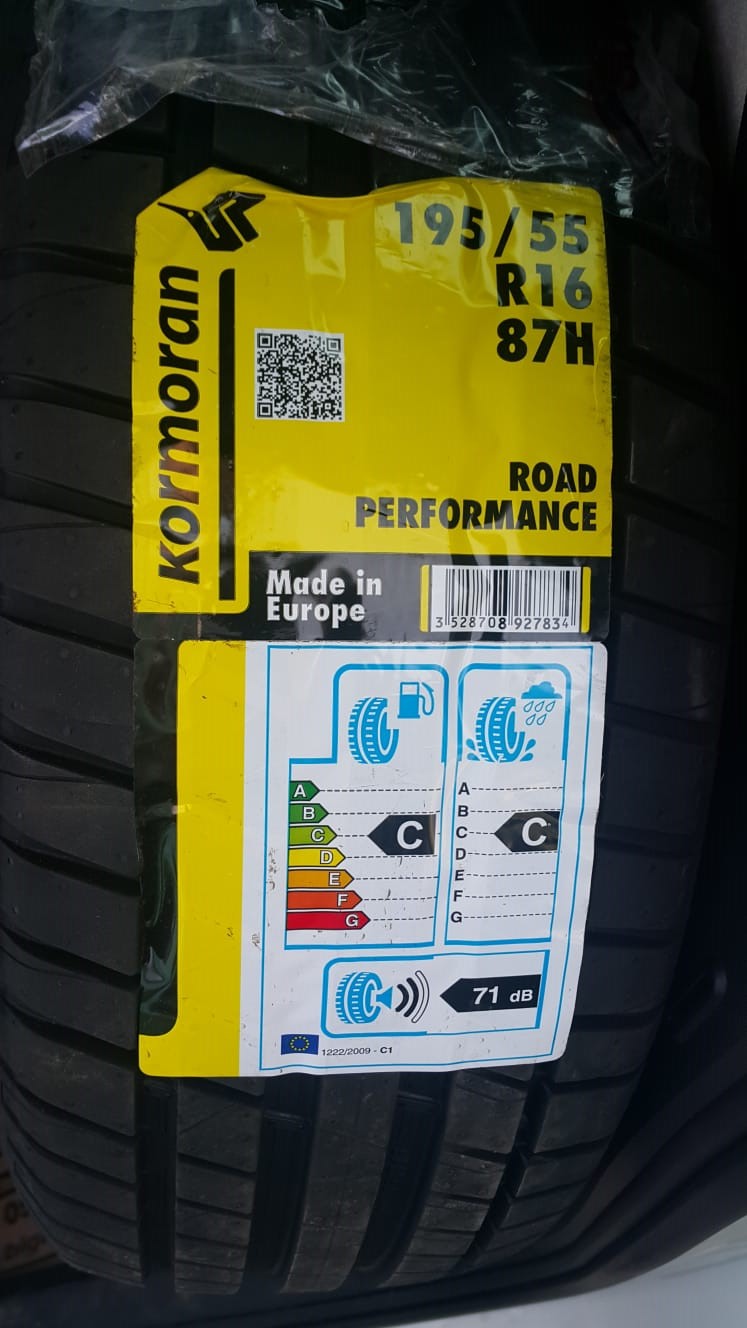 kormoran
195/55
R16
87H
ROAD
PERFORMANCE
Made in
Europe
3 528708 927834
A
B
C
D
E
F
G
C
A
B
C
D
E
F
G
C
71 dB
1222/2009 - C1